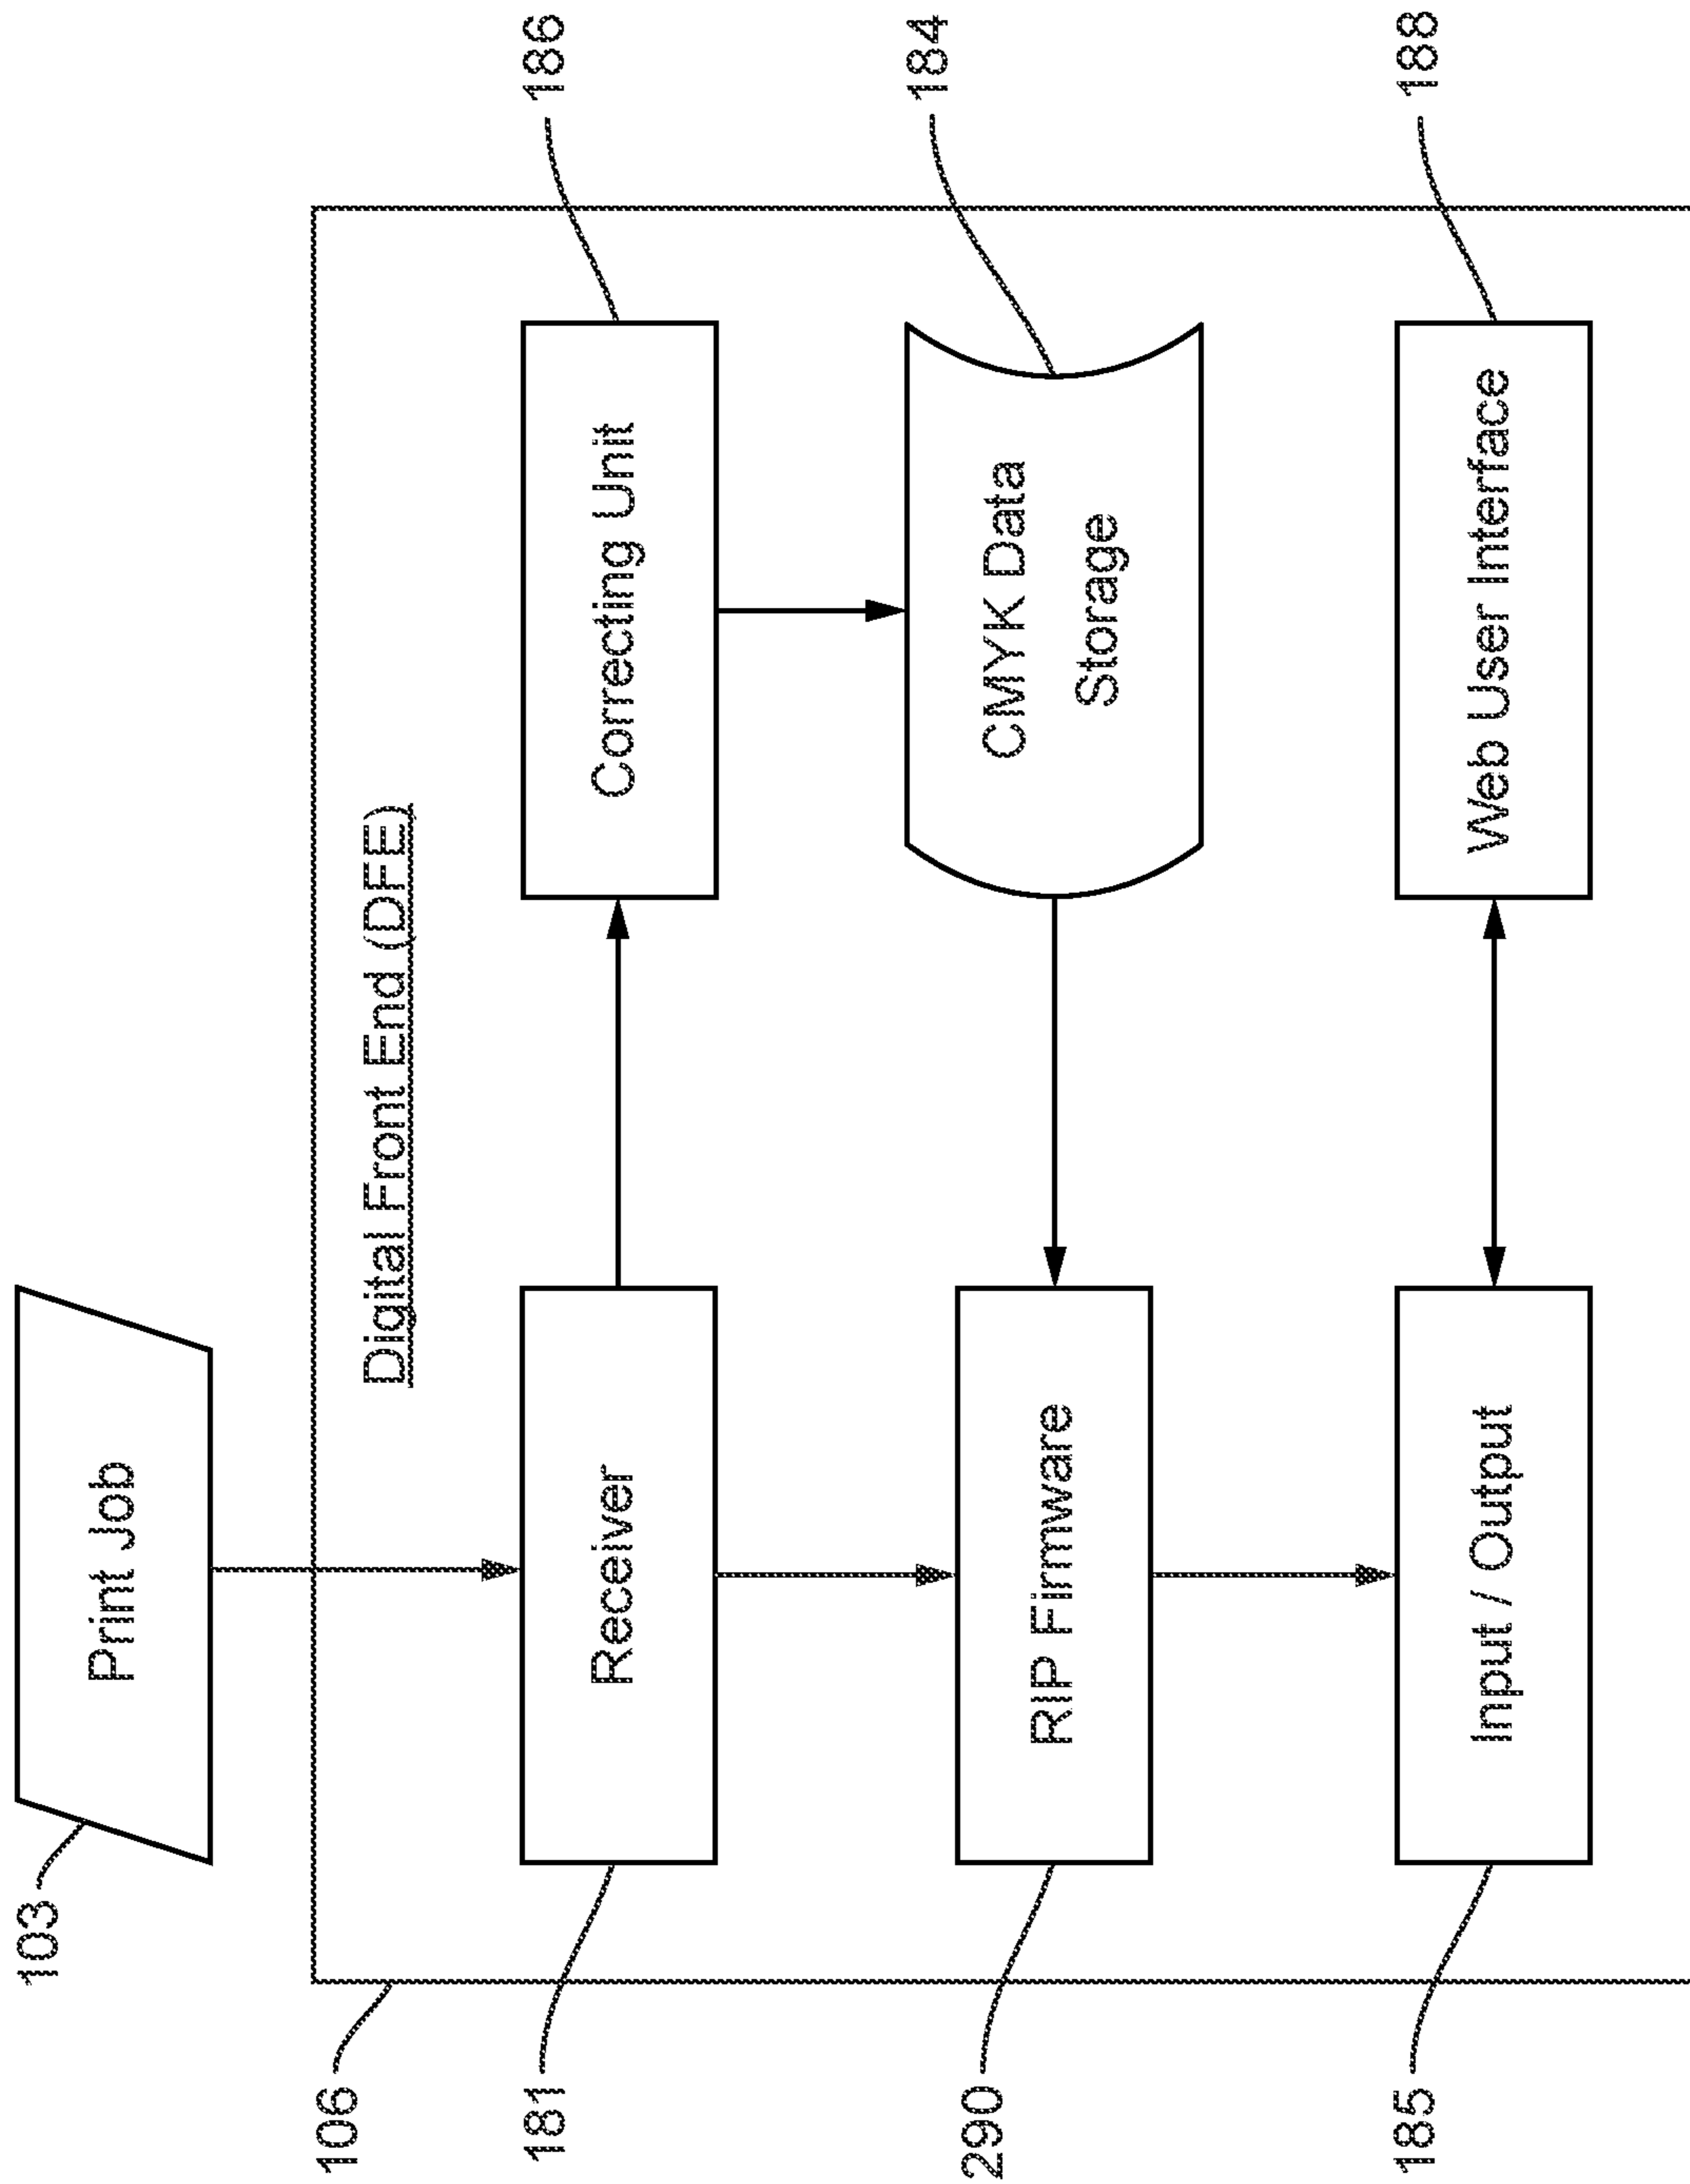 103
Print Job
106
Digital Front End (DFE)
181
Receiver
Correcting Unit
186
290
RIP Firmware
CMYK Data
Storage
184
185
Input / Output
Web User Interface
188